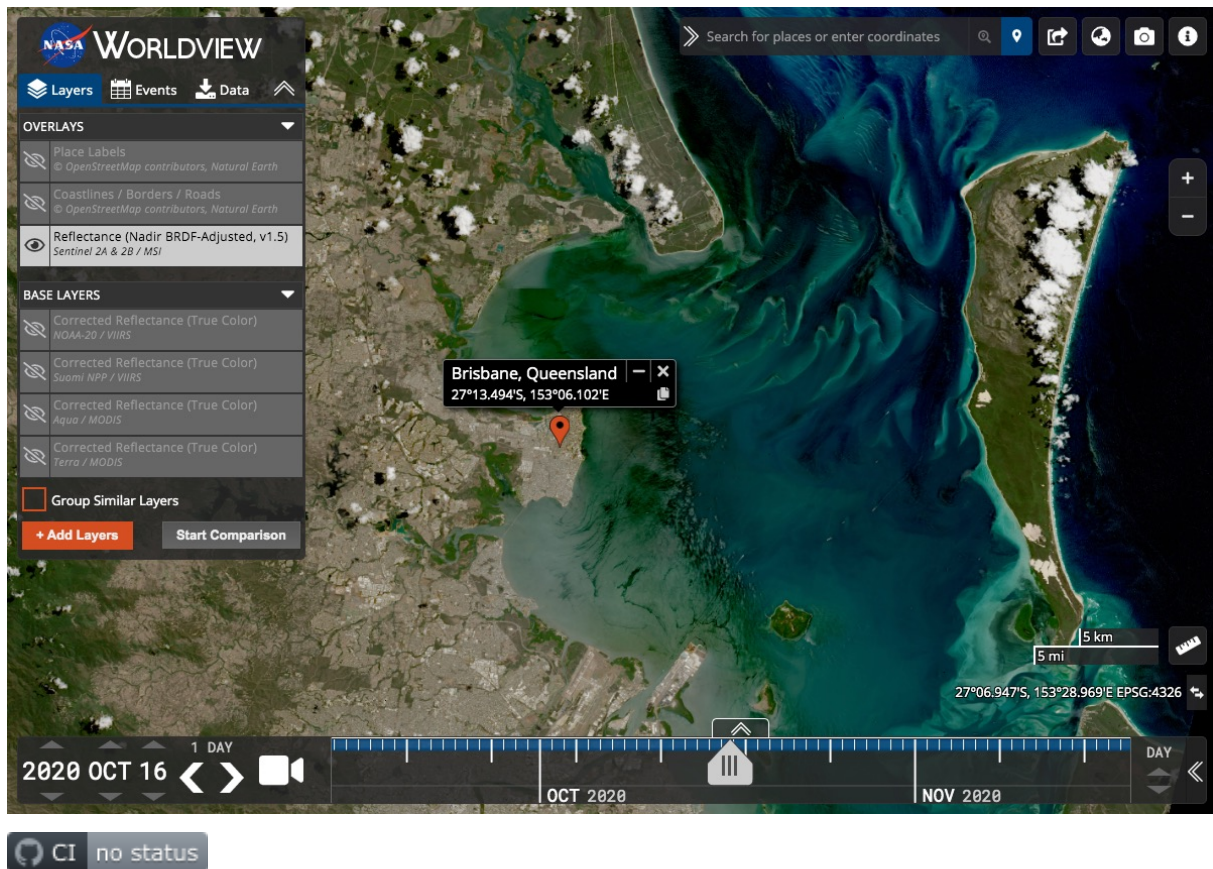 NASA WORLDVIEW
Search for places or enter coordinates
Layers Events Data
OVERLAYS
Place Labels
© OpenStreetMap contributors, Natural Earth
Coastlines / Borders / Roads
© OpenStreetMap contributors, Natural Earth
Reflectance (Nadir BRDF-Adjusted, v1.5)
Sentinel 2A & 2B / MSI
BASE LAYERS
Corrected Reflectance (True Color)
NOAA-20 / VIIRS
Corrected Reflectance (True Color)
Suomi NPP / VIIRS
Corrected Reflectance (True Color)
Aqua / MODIS
Corrected Reflectance (True Color)
Terra / MODIS
Group Similar Layers
+ Add Layers Start Comparison
Brisbane, Queensland
27°13.494'S, 153°06.102'E
5 km
5 mi
27°06.947'S, 153°28.969'E EPSG:4326
1 DAY
2020 OCT 16
OCT 2020
NOV 2020
DAY
CI no status